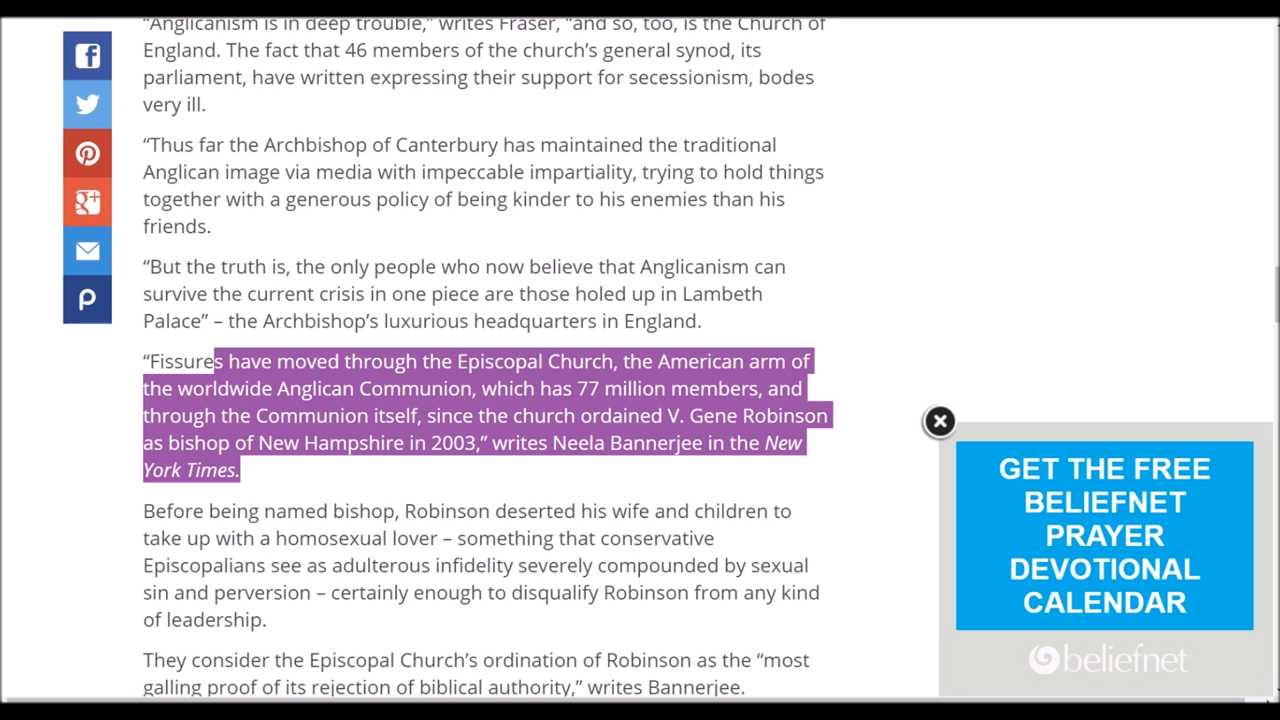 “Anglicanism is in deep trouble,” writes Fraser, “and so, too, is the Church of
England. The fact that 46 members of the church’s general synod, its
parliament, have written expressing their support for secessionism, bodes
very ill.
“Thus far the Archbishop of Canterbury has maintained the traditional
Anglican image via media with impeccable impartiality, trying to hold things
together with a generous policy of being kinder to his enemies than his
friends.
“But the truth is, the only people who now believe that Anglicanism can
survive the current crisis in one piece are those holed up in Lambeth
Palace” – the Archbishop’s luxurious headquarters in England.
“Fissures have moved through the Episcopal Church, the American arm of
the worldwide Anglican Communion, which has 77 million members, and
through the Communion itself, since the church ordained V. Gene Robinson
as bishop of New Hampshire in 2003,” writes Neela Bannerjee in the New
York Times.
Before being named bishop, Robinson deserted his wife and children to
take up with a homosexual lover – something that conservative
Episcopalians see as adulterous infidelity severely compounded by sexual
sin and perversion – certainly enough to disqualify Robinson from any kind
of leadership.
They consider the Episcopal Church’s ordination of Robinson as the “most
galling proof of its rejection of biblical authority,” writes Bannerjee.
GET THE FREE
BELIEFNET
PRAYER
DEVOTIONAL
CALENDAR
beliefnet